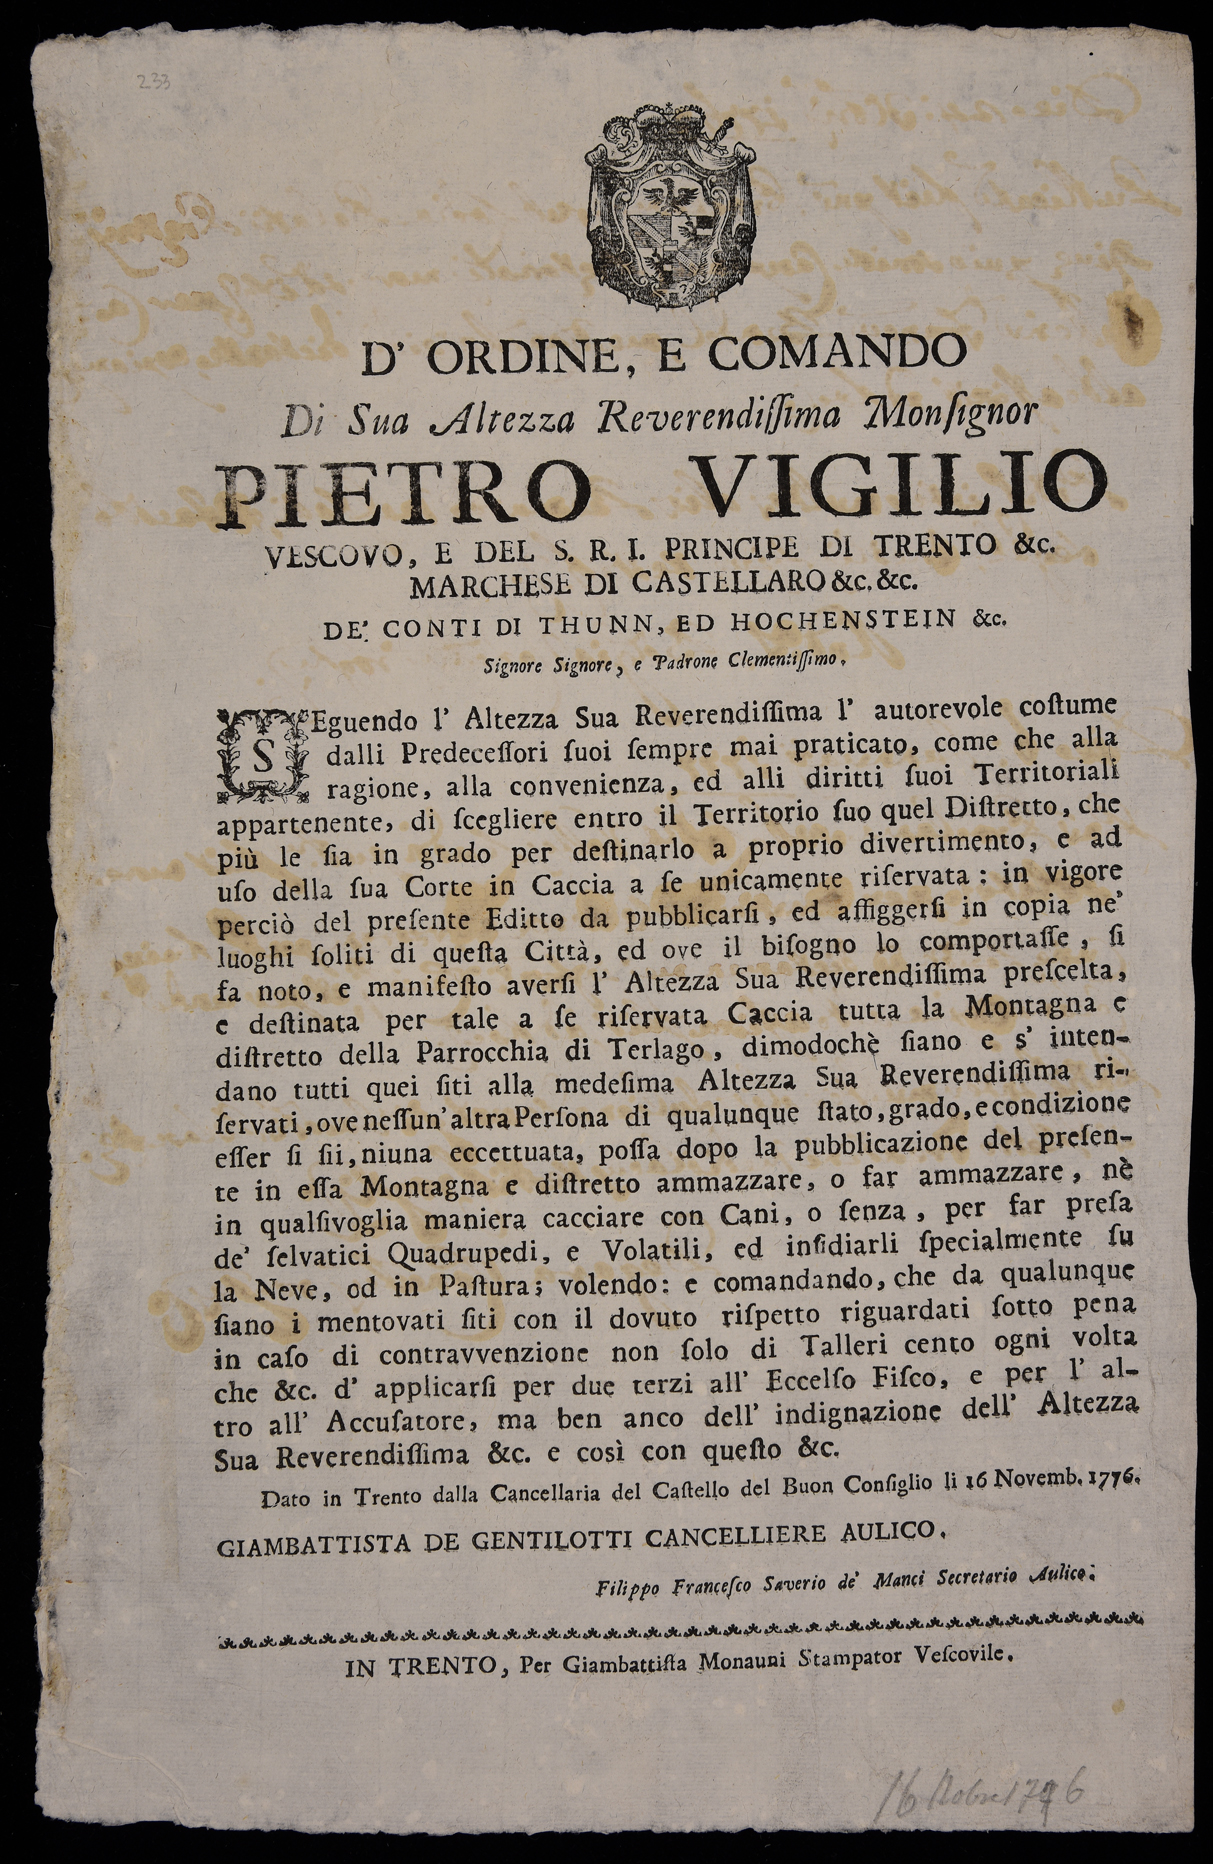 233
D' ORDINE, E COMANDO
Di Sua Altezza Reverendiſſima Monſignor
PIETRO VIGILIO
VESCOVO, E DEL S. R. I. PRINCIPE DI TRENTO &c.
MARCHESE DI CASTELLARO &c. &c.
DE' CONTI DI THUNN, ED HOCHENSTEIN &c.
Signore Signore, e Padrone Clementiſſimo.
SEguendo l' Altezza Sua Reverendiſſima l' autorevole coſtume
dalli Predeceſſori ſuoi ſempre mai praticato, come che alla
ragione, alla convenienza, ed alli diritti ſuoi Territoriali
appartenente, di ſcegliere entro il Territorio ſuo quel Diſtretto, che
più le ſia in grado per deſtinarlo a proprio divertimento, e ad
uſo della ſua Corte in Caccia a ſe unicamente riſervata: in vigore
perciò del preſente Editto da pubblicarſi, ed affiggerſi in copia ne'
luoghi ſoliti di queſta Città, ed ove il biſogno lo comportaſſe, ſi
fa noto, e manifeſto averſi l' Altezza Sua Reverendiſſima preſcelta,
e deſtinata per tale a ſe riſervata Caccia tutta la Montagna e
diſtretto della Parrocchia di Terlago, dimodochè ſiano e s' inten-
dano tutti quei ſiti alla medeſima Altezza Sua Reverendiſſima ri-
ſervati, ove neſſun' altra Perſona di qualunque ſtato, grado, e condizione
eſſer ſi ſii, niuna eccettuata, poſſa dopo la pubblicazione del preſen-
te in eſſa Montagna e diſtretto ammazzare, o far ammazzare, nè
in qualſivoglia maniera cacciare con Cani, o ſenza, per far preſa
de' ſelvatici Quadrupedi, e Volatili, ed inſidiarli ſpecialmente ſu
la Neve, od in Paſtura; volendo: e comandando, che da qualunque
ſiano i mentovati ſiti con il dovuto riſpetto riguardati ſotto pena
in caſo di contravvenzione non ſolo di Talleri cento ogni volta
che &c. d' applicarſi per due terzi all' Eccelſo Fiſco, e per l' al-
tro all' Accuſatore, ma ben anco dell' indignazione dell' Altezza
Sua Reverendiſſima &c. e così con queſto &c.
Dato in Trento dalla Cancellaria del Caſtello del Buon Conſiglio li 16 Novemb. 1776.
GIAMBATTISTA DE GENTILOTTI CANCELLIERE AULICO.
Filippo Franceſco Saverio de' Manci Secretario Aulico.
IN TRENTO, Per Giambattiſta Monauni Stampator Veſcovile.
16 Nobre 1776